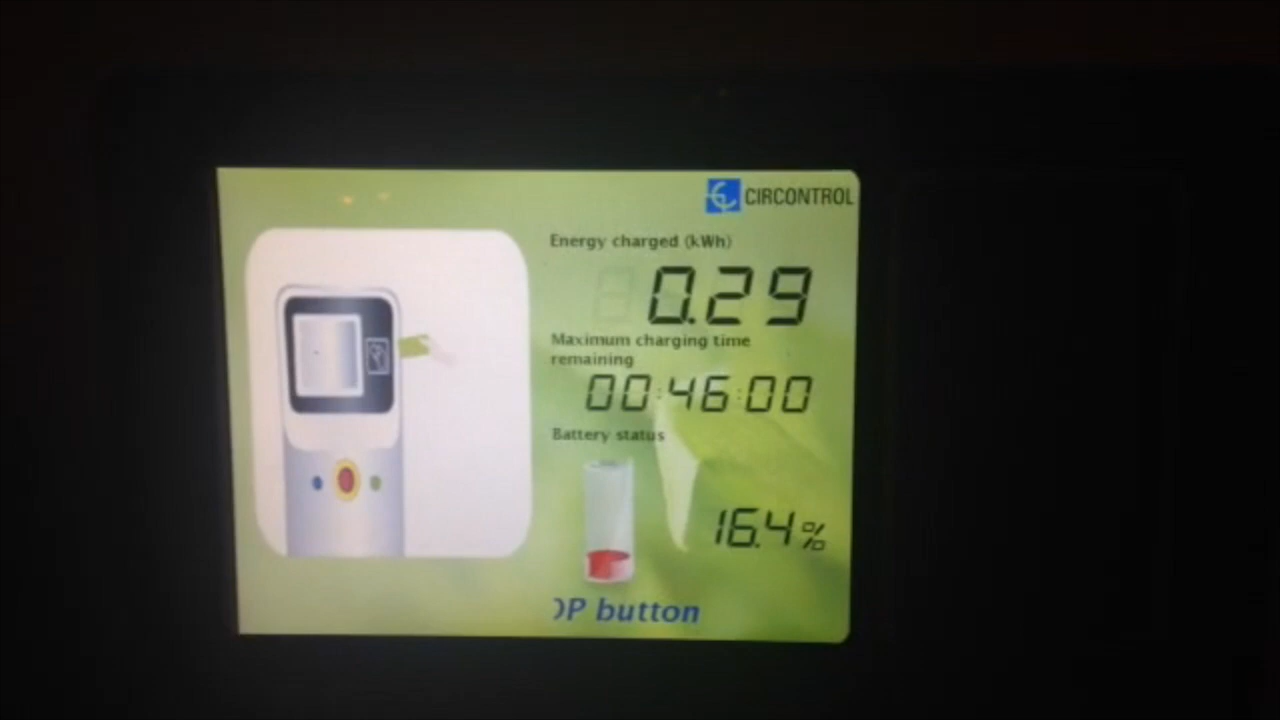 CIRCONTROL
Energy charged (kWh)
0.29
Maximum charging time
remaining
00:46:00
Battery status
16.4%
P button